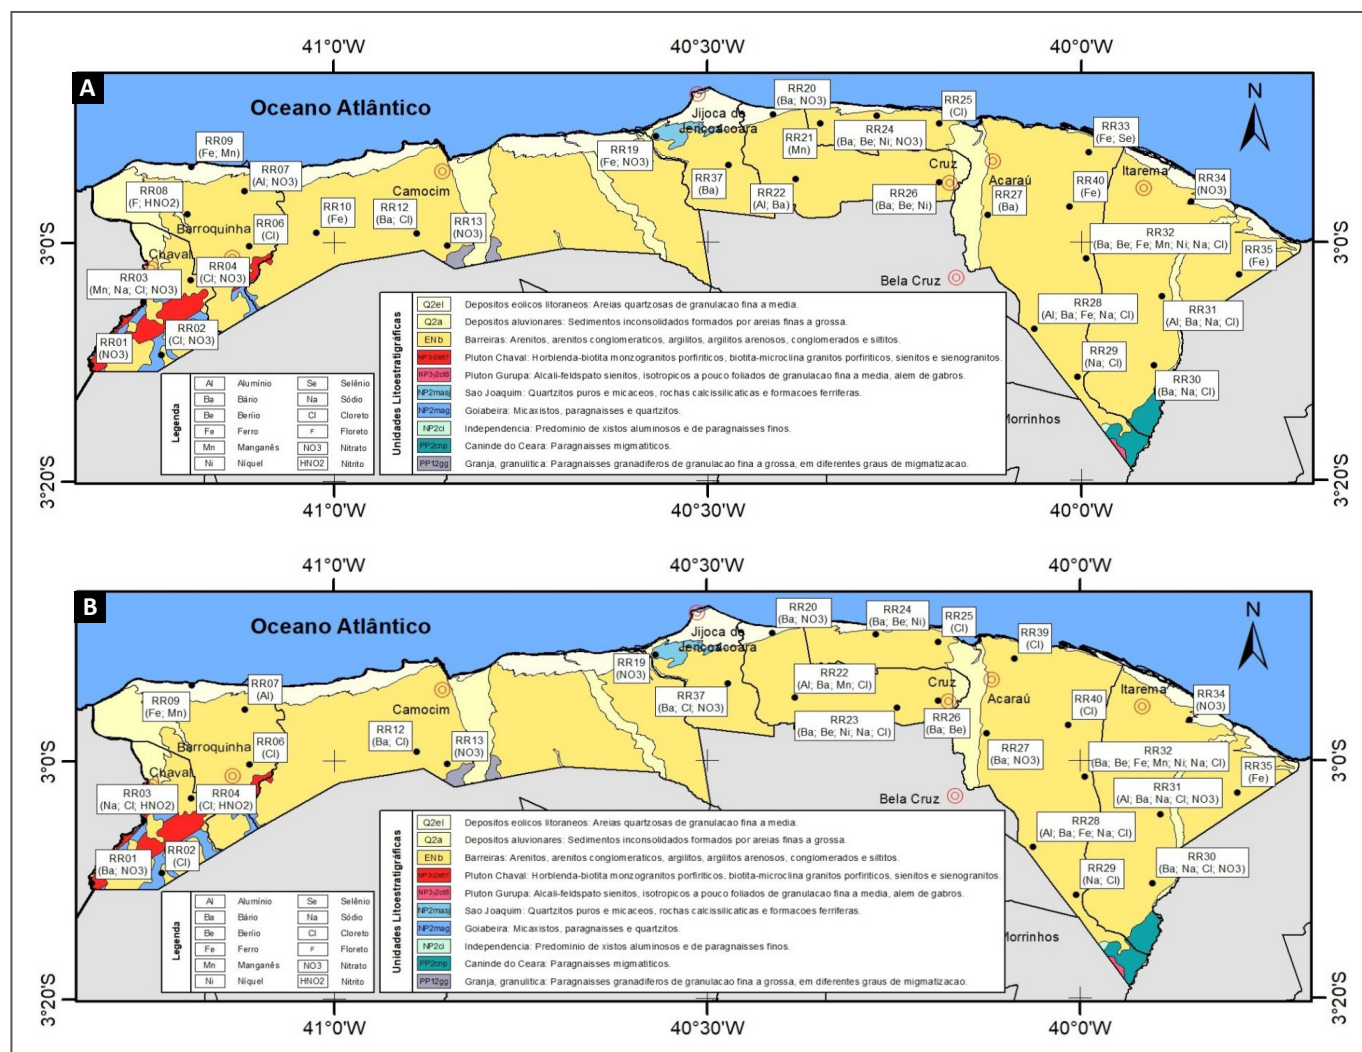 41°0'W
40°30'W
40°0'W
A
Oceano Atlântico
N
RR09
(Fe; Mn)
RR07
(Al; NO3)
RR08
(F; HNO2)
RR06
(Cl)
RR10
(Fe)
RR12
(Ba; Cl)
RR13
(NO3)
RR03
(Mn; Na; Cl; NO3)
RR04
(Cl; NO3)
RR01
(NO3)
RR02
(Cl; NO3)
Barroquinha
Chaval
Camocim
RR19
(Fe; NO3)
Jijoca de
Jericoacoara
RR20
(Ba; NO3)
RR21
(Mn)
RR24
(Ba; Be; Ni; NO3)
RR25
(Cl)
RR37
(Ba)
RR22
(Al; Ba)
RR26
(Ba; Be; Ni)
Cruz
Acaraú
RR27
(Ba)
RR33
(Fe; Se)
RR40
(Fe)
Itarema
RR34
(NO3)
RR32
(Ba; Be; Fe; Mn; Ni; Na; Cl)
RR35
(Fe)
Bela Cruz
RR28
(Al; Ba; Fe; Na; Cl)
RR31
(Al; Ba; Na; Cl)
RR29
(Na; Cl)
RR30
(Ba; Na; Cl)
Morrinhos
3°0'S
3°0'S
3°20'S
3°20'S
Legenda
Al Alumínio Se Selênio
Ba Bário Na Sódio
Be Berílio Cl Cloreto
Fe Ferro F Floreto
Mn Manganês NO3 Nitrato
Ni Níquel HNO2 Nitrito
Unidades Litoestratigráficas
Q2el Depositos eolicos litoraneos: Areias quartzosas de granulacao fina a media.
Q2a Depositos aluvionares: Sedimentos inconsolidados formados por areias finas a grossa.
ENb Barreiras: Arenitos, arenitos conglomeraticos, argilitos, argilitos arenosos, conglomerados e siltitos.
Pluton Chaval: Horblenda-biotita monzogranitos porfiriticos, biotita-microclina granitos porfiriticos, sienitos e sienogranitos.
Pluton Gurupa: Alcali-feldspato sienitos, isotropicos a pouco foliados de granulacao fina a media, alem de gabros.
NP2masj Sao Joaquim: Quartzitos puros e micaceos, rochas calcissilicaticas e formacoes ferriferas.
NP2mag Goiabeira: Micaxistos, paragnaisses e quartzitos.
NP2ci Independencia: Predominio de xistos aluminosos e de paragnaisses finos.
PP2cnp Caninde do Ceara: Paragnaisses migmatiticos.
PP12gg Granja, granulitica: Paragnaisses granadiferos de granulacao fina a grossa, em diferentes graus de migmatizacao.
41°0'W
40°30'W
40°0'W
41°0'W
40°30'W
40°0'W
B
Oceano Atlântico
N
RR09
(Fe; Mn)
RR07
(Al)
RR06
(Cl)
RR12
(Ba; Cl)
RR13
(NO3)
RR03
(Na; Cl; HNO2)
RR04
(Cl; HNO2)
RR01
(Ba; NO3)
RR02
(Cl)
Barroquinha
Chaval
Camocim
RR19
(NO3)
Jijoca de
Jericoacoara
RR20
(Ba; NO3)
RR24
(Ba; Be; Ni)
RR25
(Cl)
RR37
(Ba; Cl; NO3)
RR22
(Al; Ba; Mn; Cl)
RR23
(Ba; Be; Ni; Na; Cl)
RR26
(Ba; Be)
Cruz
Acaraú
RR39
(Cl)
RR40
(Cl)
Itarema
RR34
(NO3)
RR27
(Ba; NO3)
RR32
(Ba; Be; Fe; Mn; Ni; Na; Cl)
RR35
(Fe)
RR31
(Al; Ba; Na; Cl; NO3)
Bela Cruz
RR28
(Al; Ba; Fe; Na; Cl)
RR29
(Na; Cl)
RR30
(Ba; Na; Cl; NO3)
Morrinhos
3°0'S
3°0'S
3°20'S
3°20'S
Legenda
Al Alumínio Se Selênio
Ba Bário Na Sódio
Be Berílio Cl Cloreto
Fe Ferro F Floreto
Mn Manganês NO3 Nitrato
Ni Níquel HNO2 Nitrito
Unidades Litoestratigráficas
Q2el Depositos eolicos litoraneos: Areias quartzosas de granulacao fina a media.
Q2a Depositos aluvionares: Sedimentos inconsolidados formados por areias finas a grossa.
ENb Barreiras: Arenitos, arenitos conglomeraticos, argilitos, argilitos arenosos, conglomerados e siltitos.
Pluton Chaval: Horblenda-biotita monzogranitos porfiriticos, biotita-microclina granitos porfiriticos, sienitos e sienogranitos.
Pluton Gurupa: Alcali-feldspato sienitos, isotropicos a pouco foliados de granulacao fina a media, alem de gabros.
NP2masj Sao Joaquim: Quartzitos puros e micaceos, rochas calcissilicaticas e formacoes ferriferas.
NP2mag Goiabeira: Micaxistos, paragnaisses e quartzitos.
NP2ci Independencia: Predominio de xistos aluminosos e de paragnaisses finos.
PP2cnp Caninde do Ceara: Paragnaisses migmatiticos.
PP12gg Granja, granulitica: Paragnaisses granadiferos de granulacao fina a grossa, em diferentes graus de migmatizacao.
41°0'W
40°30'W
40°0'W